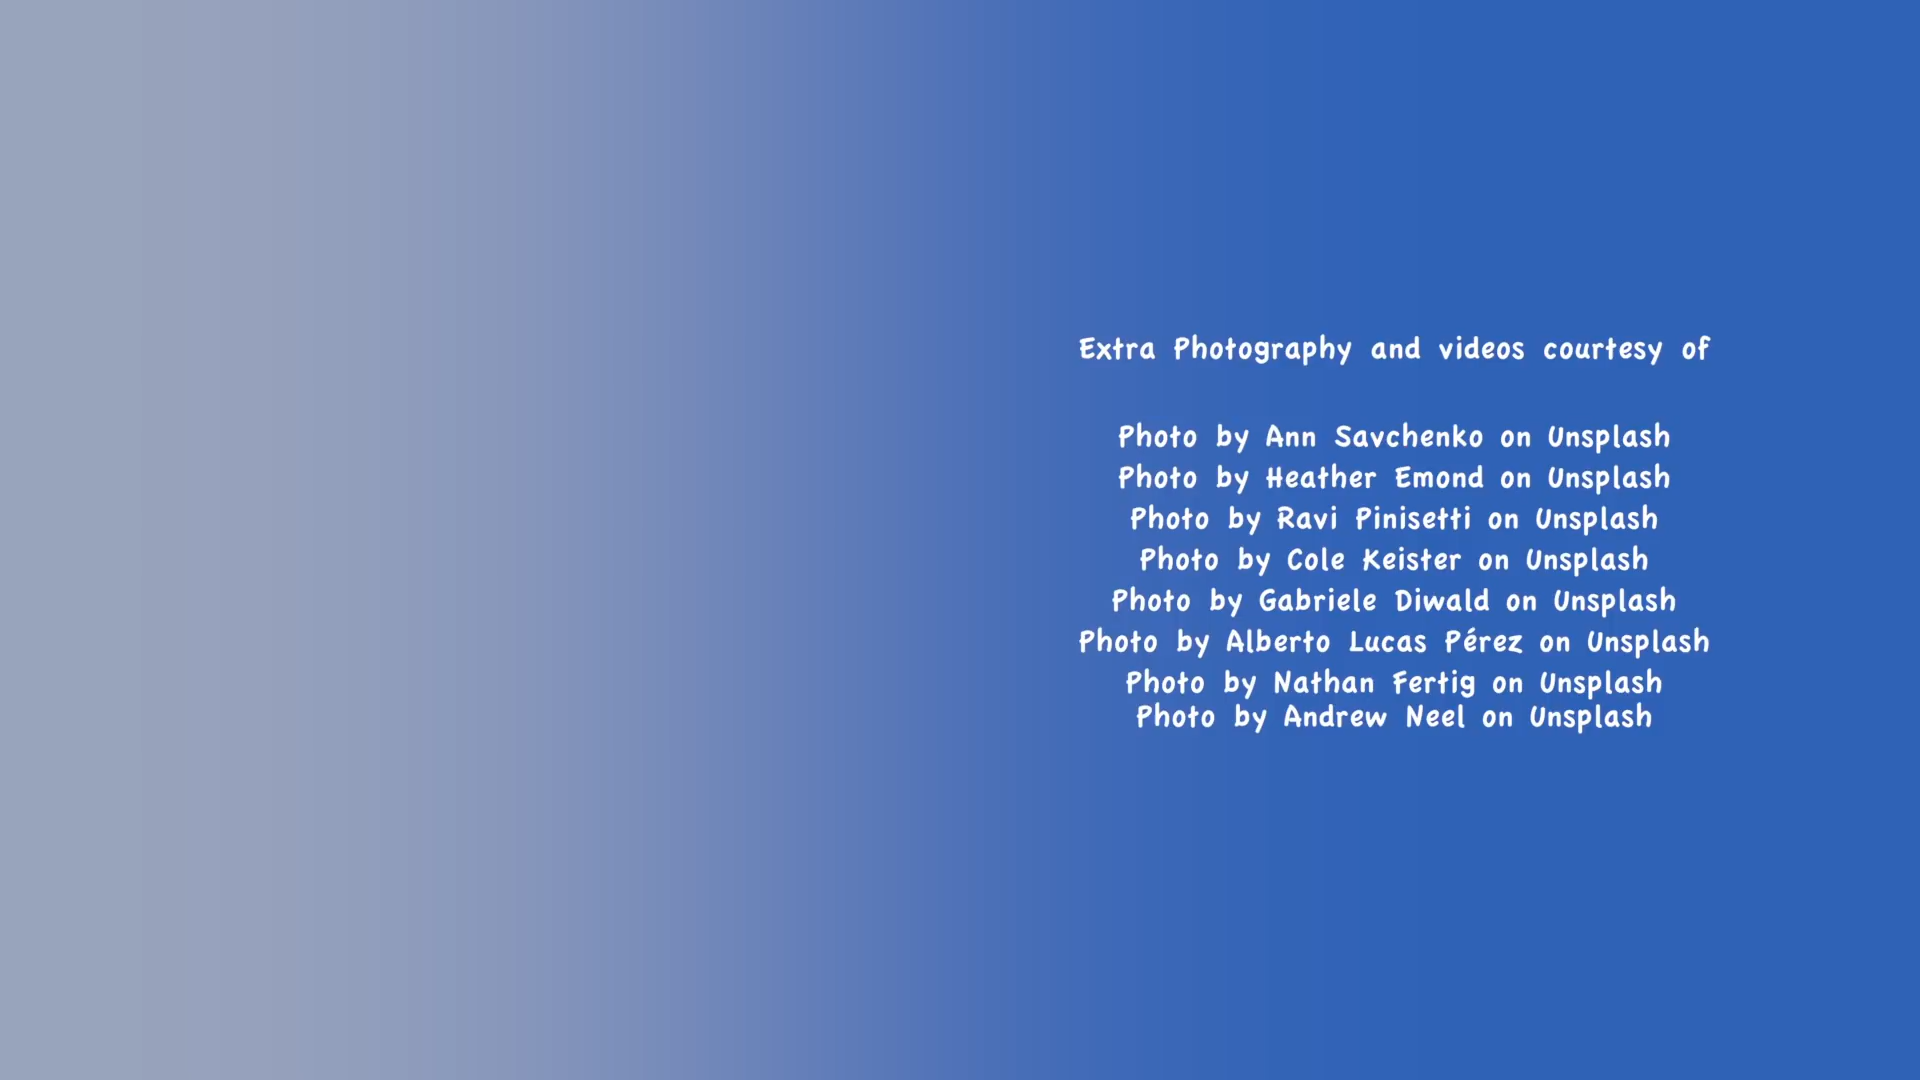 Extra Photography and videos courtesy of
Photo by Ann Savchenko on Unsplash
Photo by Heather Emond on Unsplash
Photo by Ravi Pinisetti on Unsplash
Photo by Cole Keister on Unsplash
Photo by Gabriele Diwald on Unsplash
Photo by Alberto Lucas Pérez on Unsplash
Photo by Nathan Fertig on Unsplash
Photo by Andrew Neel on Unsplash